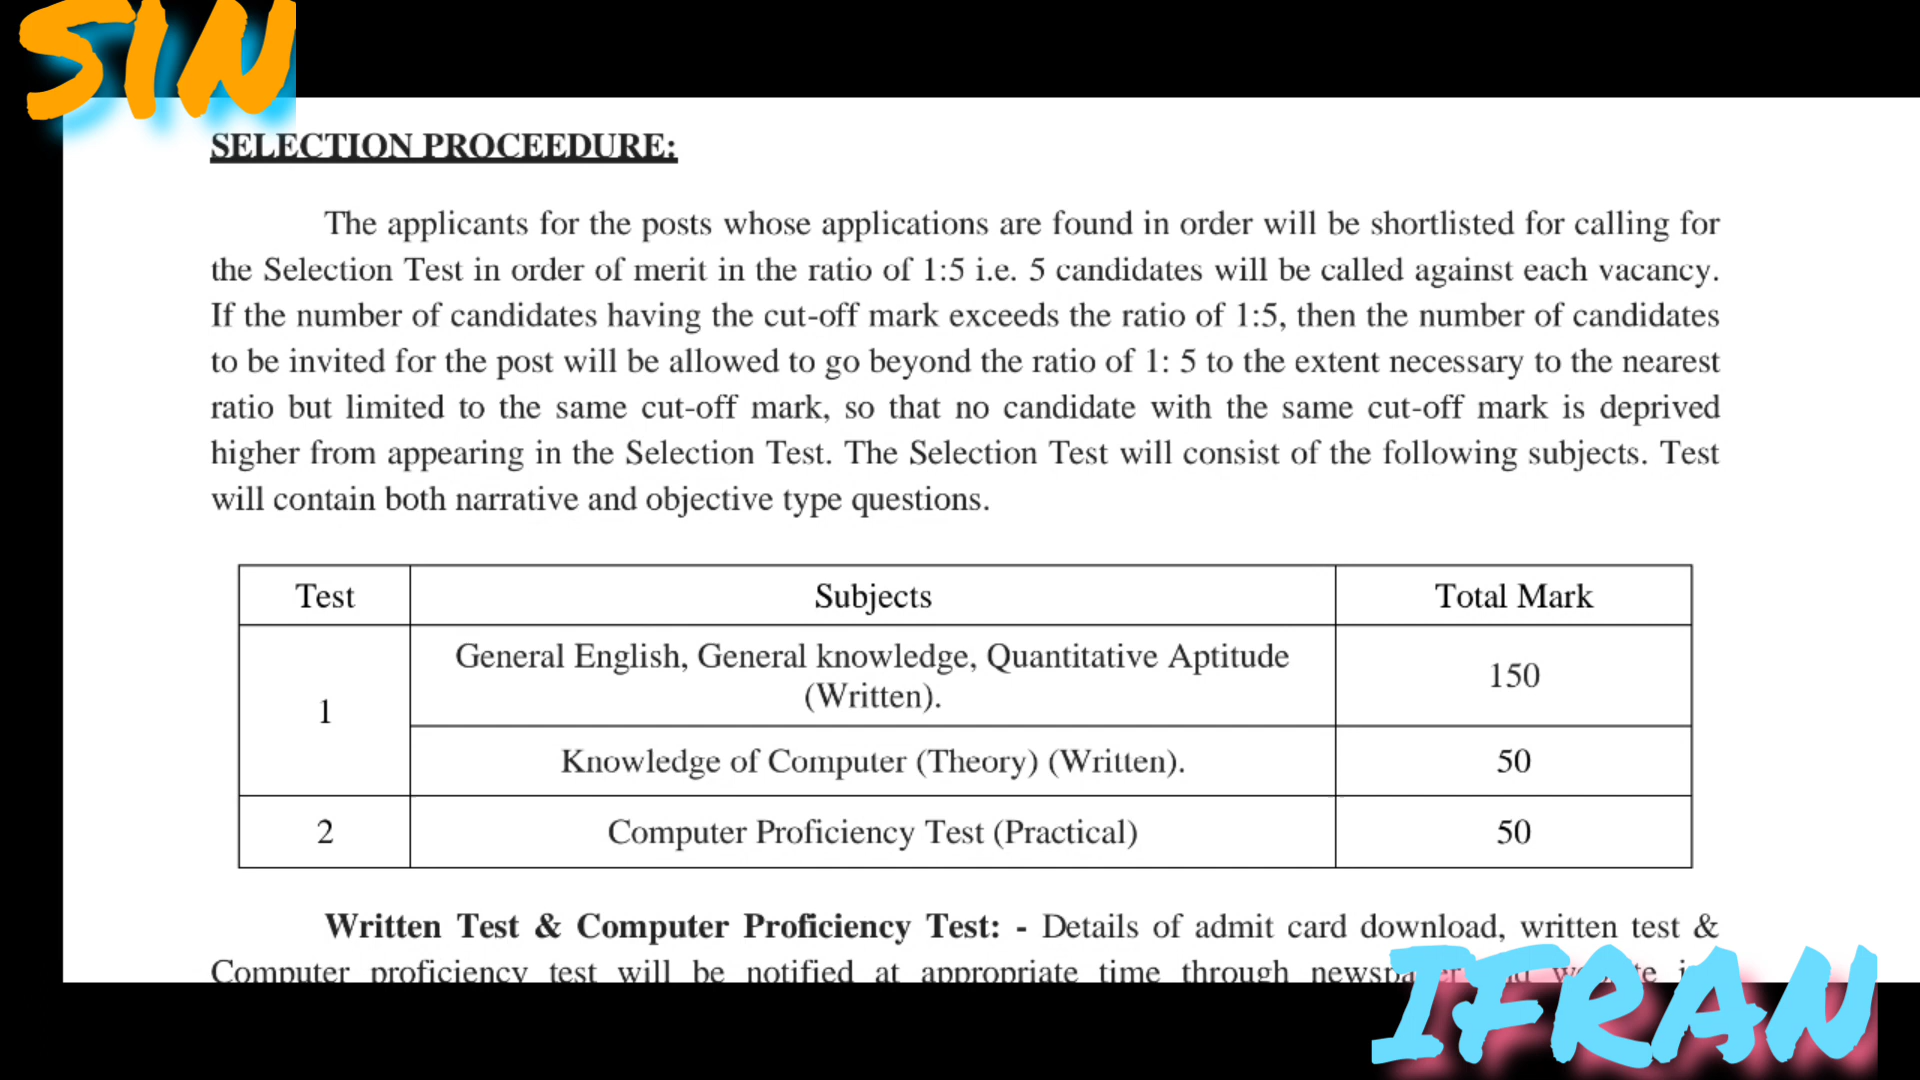 SIN
SELECTION PROCEEDURE:
The applicants for the posts whose applications are found in order will be shortlisted for calling for
the Selection Test in order of merit in the ratio of 1:5 i.e. 5 candidates will be called against each vacancy.
If the number of candidates having the cut-off mark exceeds the ratio of 1:5, then the number of candidates
to be invited for the post will be allowed to go beyond the ratio of 1: 5 to the extent necessary to the nearest
ratio but limited to the same cut-off mark, so that no candidate with the same cut-off mark is deprived
higher from appearing in the Selection Test. The Selection Test will consist of the following subjects. Test
will contain both narrative and objective type questions.
Test Subjects Total Mark
1 General English, General knowledge, Quantitative Aptitude
(Written). 150
Knowledge of Computer (Theory) (Written). 50
2 Computer Proficiency Test (Practical) 50
Written Test & Computer Proficiency Test: - Details of admit card download, written test &
Computer proficiency test will be notified at appropriate time through
IFRAN